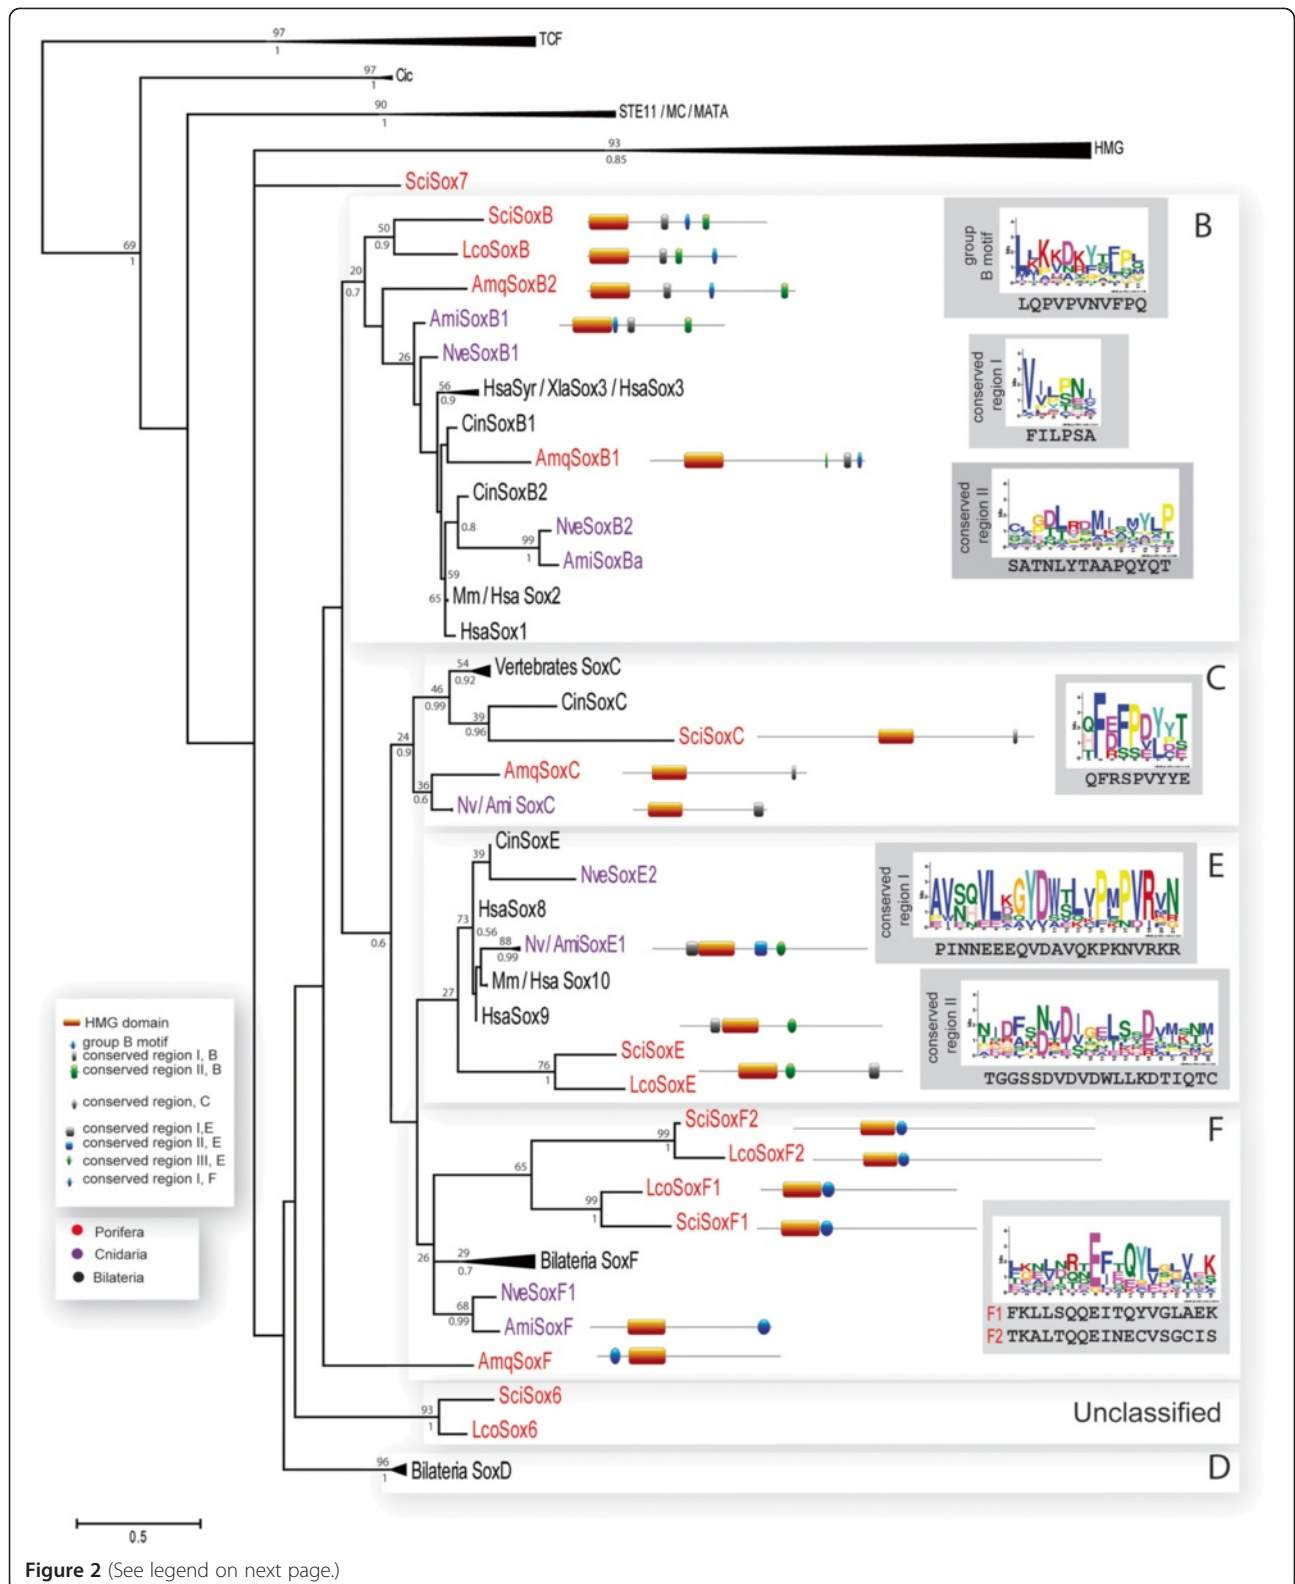 97
TCF
1
97
Cic
1
90
STE11 / MC / MATA
1
93
HMG
0.85
SciSox7
69
1
B
SciSoxB
50
0.9
LcoSoxB
20
0.7
AmqSoxB2
AmiSoxB1
26
NveSoxB1
56
HsaSyr / XlaSox3 / HsaSox3
0.9
CinSoxB1
AmqSoxB1
CinSoxB2
0.8
NveSoxB2
99
1
AmiSoxBa
59
65
Mm / Hsa Sox2
HsaSox1
group
B motif
LQPVPVNVFPQ
conserved
region I
FILPSA
conserved
region II
SATNLYTAAPQYQT
C
54
Vertebrates SoxC
0.92
46
0.99
CinSoxC
39
0.96
SciSoxC
24
0.9
AmqSoxC
36
0.6
Nv / Ami SoxC
QFRSPVYYE
E
CinSoxE
39
NveSoxE2
HsaSox8
73
0.56
88
Nv / AmiSoxE1
0.99
Mm / Hsa Sox10
27
HsaSox9
SciSoxE
76
1
LcoSoxE
0.6
conserved
region I
PINNEEEQVDAVQKPKNVRKR
conserved
region II
TGGSSDVDVDWLLKDTIQTC
F
SciSoxF2
99
1
LcoSoxF2
65
LcoSoxF1
99
1
SciSoxF1
26
29
Bilateria SoxF
0.7
NveSoxF1
68
0.99
AmiSoxF
AmqSoxF
F1 FKLLSQQEITQYVGLAEK
F2 TKALTQQEINECVSGCIS
SciSox6
93
1
LcoSox6
Unclassified
96
Bilateria SoxD
1
D
HMG domain
group B motif
conserved region I, B
conserved region II, B
conserved region, C
conserved region I,E
conserved region II, E
conserved region III, E
conserved region I, F
Porifera
Cnidaria
Bilateria
0.5
Figure 2 (See legend on next page.)